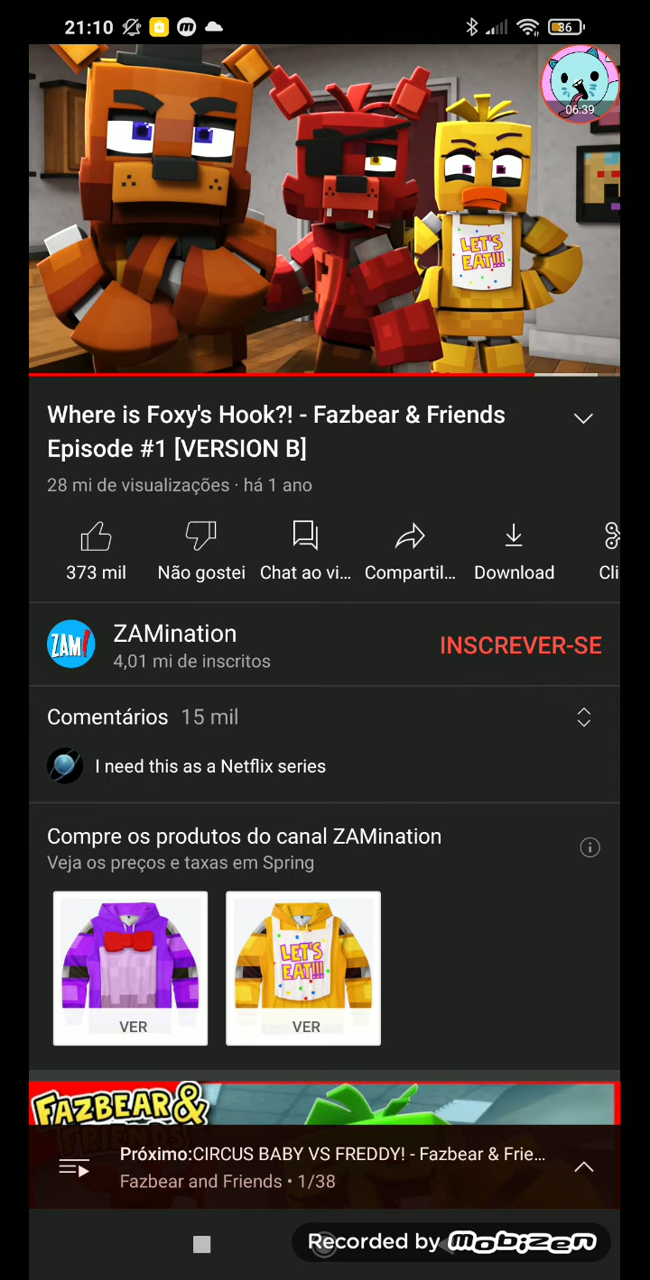 21:10
36
06:39
LET'S
EAT!!!
Where is Foxy's Hook?! - Fazbear & Friends
Episode #1 [VERSION B]
28 mi de visualizações · há 1 ano
373 mil
Não gostei
Chat ao vi...
Compartil...
Download
Cli
ZAM!
ZAMination
4,01 mi de inscritos
INSCREVER-SE
Comentários 15 mil
I need this as a Netflix series
Compre os produtos do canal ZAMination
Veja os preços e taxas em Spring
LET'S
EAT!!!
VER
VER
FAZBEAR &
FRIENDS
Próximo:CIRCUS BABY VS FREDDY! - Fazbear & Frie...
Fazbear and Friends • 1/38
Recorded by Mobizen